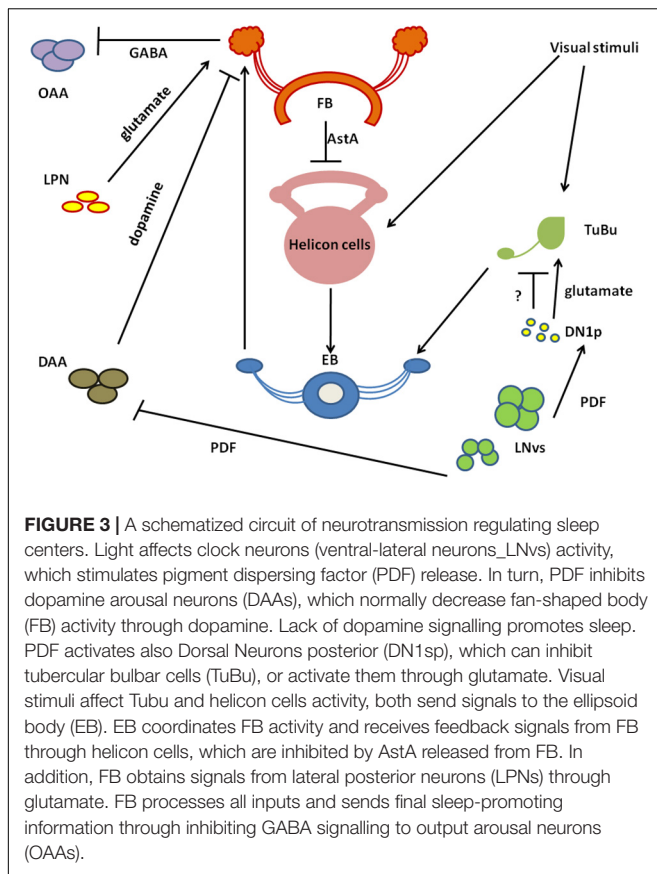 GABA
OAA
Visual stimuli
FB
glutamate
AstA
LPN
dopamine
Helicon cells
TuBu
?
glutamate
DN1p
EB
DAA
PDF
LNvs
PDF
FIGURE 3 | A schematized circuit of neurotransmission regulating sleep
centers. Light affects clock neurons (ventral-lateral neurons_LNvs) activity,
which stimulates pigment dispersing factor (PDF) release. In turn, PDF inhibits
dopamine arousal neurons (DAAs), which normally decrease fan-shaped body
(FB) activity through dopamine. Lack of dopamine signalling promotes sleep.
PDF activates also Dorsal Neurons posterior (DN1sp), which can inhibit
tubercular bulbar cells (TuBu), or activate them through glutamate. Visual
stimuli affect Tubu and helicon cells activity, both send signals to the ellipsoid
body (EB). EB coordinates FB activity and receives feedback signals from FB
through helicon cells, which are inhibited by AstA released from FB. In
addition, FB obtains signals from lateral posterior neurons (LPNs) through
glutamate. FB processes all inputs and sends final sleep-promoting
information through inhibiting GABA signalling to output arousal neurons
(OAAs).